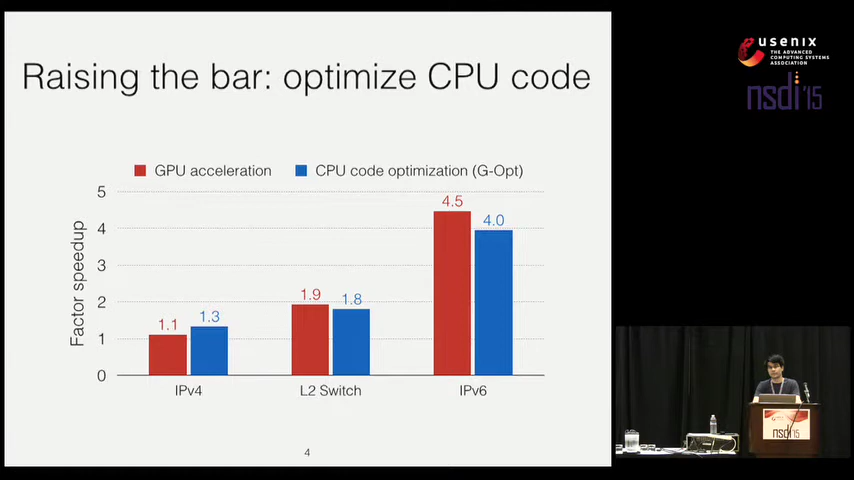 Raising the bar: optimize CPU code
GPU acceleration
CPU code optimization (G-Opt)
Factor speedup
5
4
3
2
1
0
1.1
1.3
1.9
1.8
4.5
4.0
IPv4
L2 Switch
IPv6
4
usenix
THE ADVANCED
COMPUTING SYSTEMS
ASSOCIATION
nsdi '15
nsdi '15